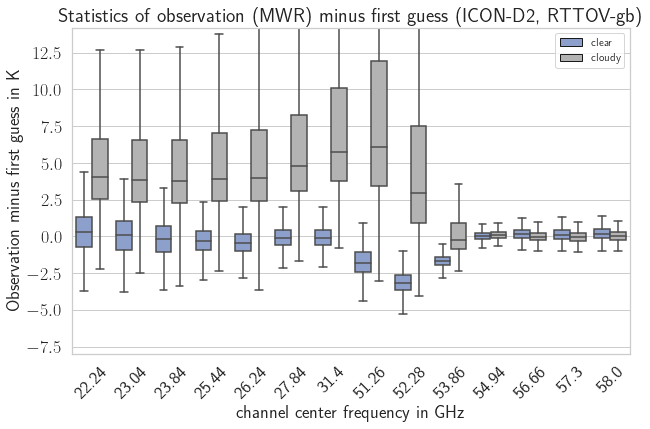 Statistics of observation (MWR) minus first guess (ICON-D2, RTTOV-gb)
clear
cloudy
Observation minus first guess in K
12.5
10.0
7.5
5.0
2.5
0.0
−2.5
−5.0
−7.5
22.24 23.04 23.84 25.44 26.24 27.84 31.4 51.26 52.28 53.86 54.94 56.66 57.3 58.0
channel center frequency in GHz